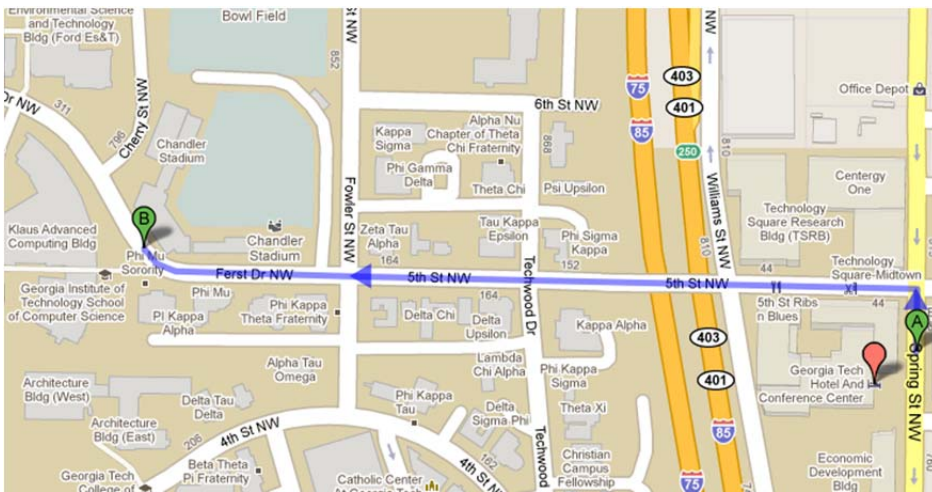 Environmental Science
and Technology
Bldg (Ford Es&T)
Bowl Field
852
St NW
NW
75
403
401
Office Depot
Dr NW
311
Cherry St NW
796
Chandler
Stadium
6th St NW
85
250
810
Kappa
Sigma
Alpha Nu
Chapter of Theta
Chi Fraternity
868
Phi Gamma
Delta
Theta Chi
Psi Upsilon
Centergy
One
Fowler St NW
Williams St NW
B
Klaus Advanced
Computing Bldg
Chandler
Stadium
Zeta Tau
Alpha
164
Tau Kappa
Epsilon
Phi Sigma
Kappa
152
810
Technology
Square Research
Bldg (TSRB)
Phi Mu
Sorority
Ferst Dr NW
5th St NW
5th St NW
44
Technology
Square-Midtown
Georgia Institute of
Technology School
of Computer Science
Phi Mu
PI Kappa
Alpha
Phi Kappa
Theta Fraternity
Delta Chi
164
Delta
Upsilon
Techwood Dr
5th St Ribs
n Blues
44
A
Kappa Alpha
403
401
Georgia Tech
Hotel And
Conference Center
Spring St NW
Alpha Tau
Omega
Lambda
Chi Alpha
Phi Kappa
Sigma
Architecture
Bldg (West)
Delta Tau
Delta
Phi Kappa
Tau
Delta
Sigma Phi
Theta Xi
85
Architecture
Bldg (East)
206
4th St NW
4th St NW
162
Techwood
Christian
Campus
Fellowship
Economic
Development
Bldg
Georgia Tech
College of
Beta Theta
Pi Fraternity
Catholic Center
At Georgia Tech
75